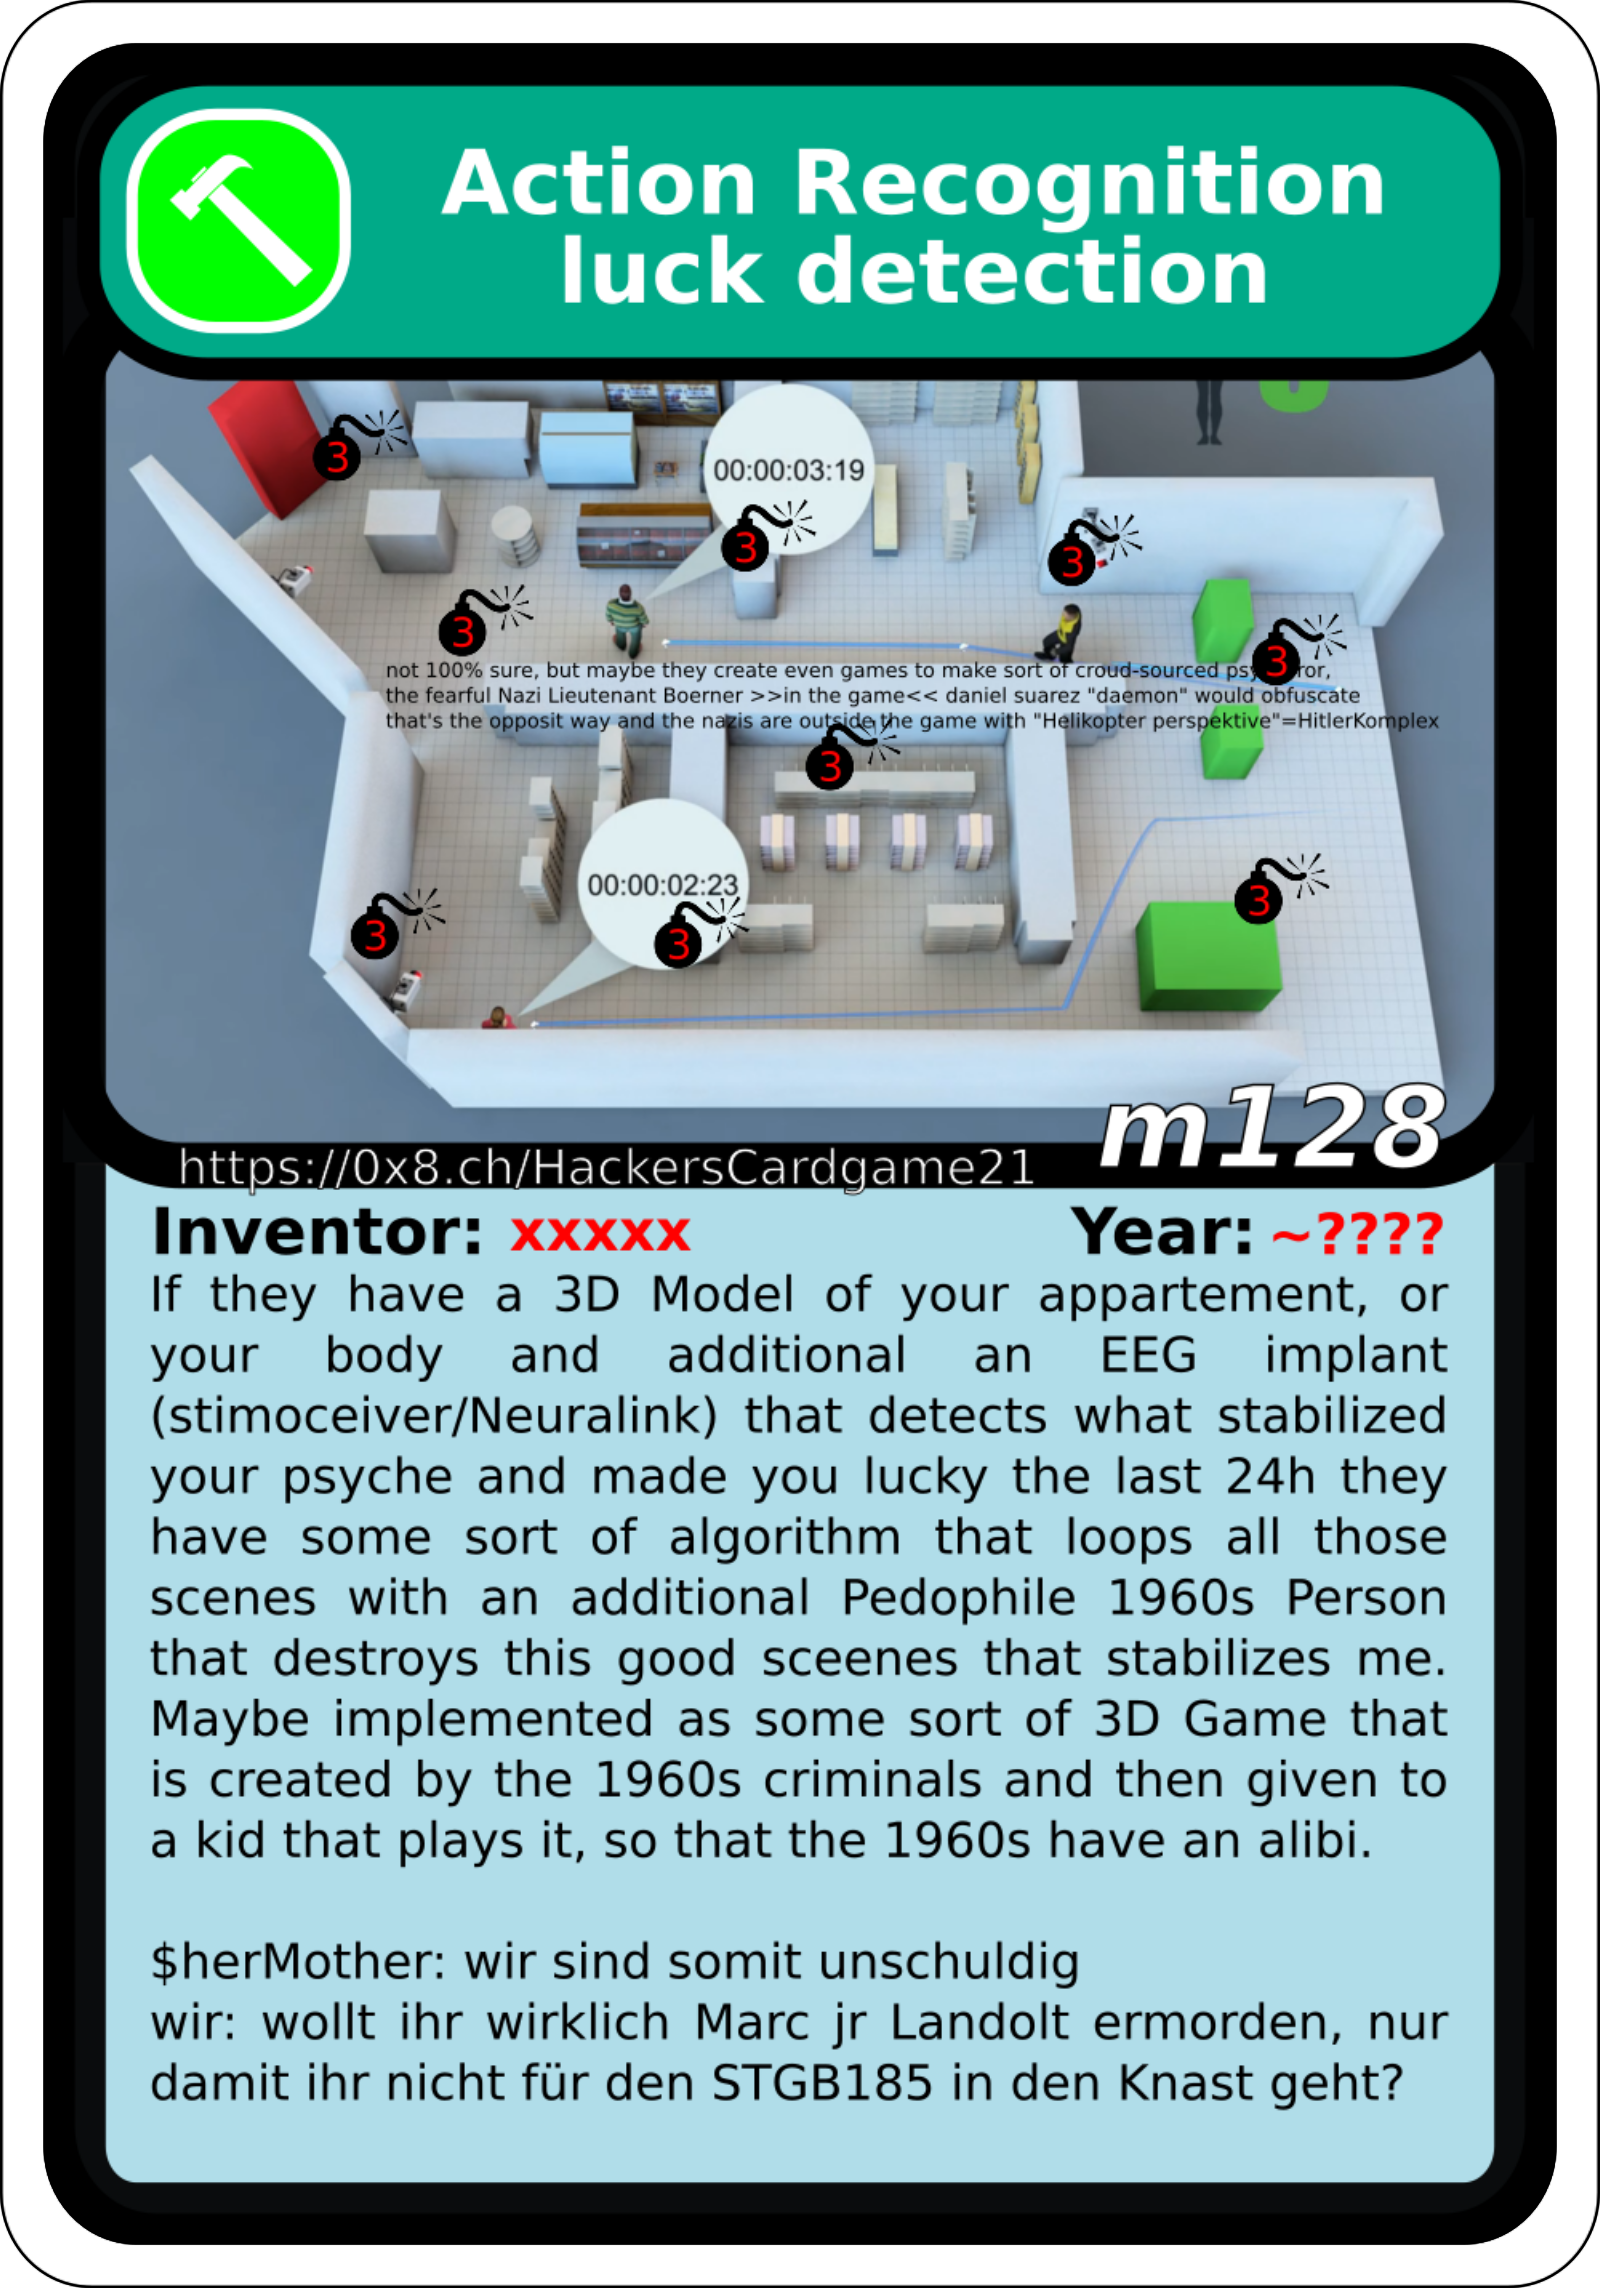 Action Recognition
luck detection
3
00:00:03:19
3
3
3
3
not 100% sure, but maybe they create even games to make sort of croud-sourced
the fearful Nazi Lieutenant Boerner >>in the game<< daniel suarez "daemon" would obfuscate
that's the opposit way and the nazis are outside the game with "Helikopter perspektive"=HitlerKomplex
3
00:00:02:23
3
3
3
m128
https://0x8.ch/HackersCardgame21
Inventor: xxxxx Year: ~????
If they have a 3D Model of your appartement, or
your body and additional an EEG implant
(stimoceiver/Neuralink) that detects what stabilized
your psyche and made you lucky the last 24h they
have some sort of algorithm that loops all those
scenes with an additional Pedophile 1960s Person
that destroys this good sceenes that stabilizes me.
Maybe implemented as some sort of 3D Game that
is created by the 1960s criminals and then given to
a kid that plays it, so that the 1960s have an alibi.
$herMother: wir sind somit unschuldig
wir: wollt ihr wirklich Marc jr Landolt ermorden, nur
damit ihr nicht für den STGB185 in den Knast geht?